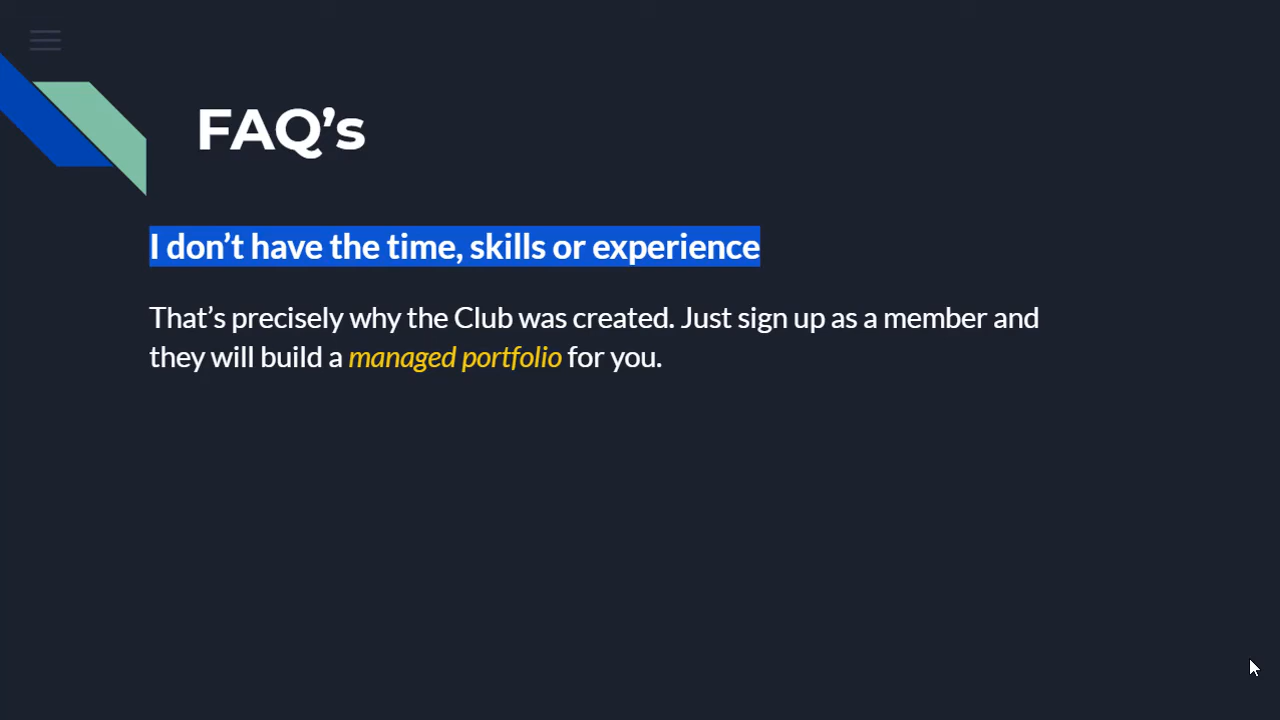 FAQ’s
I don’t have the time, skills or experience
That’s precisely why the Club was created. Just sign up as a member and
they will build a managed portfolio for you.